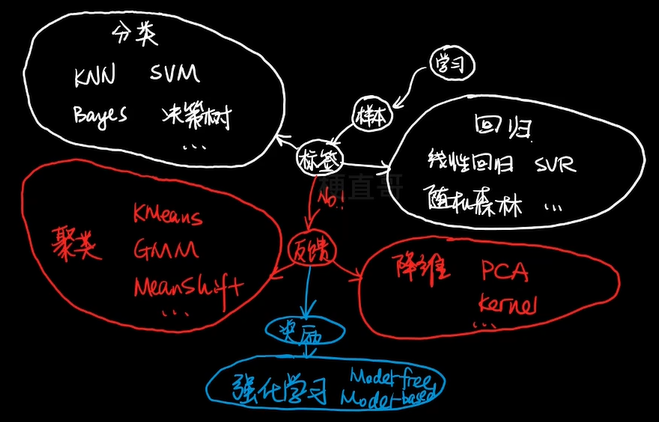 分类
KNN SVM
Bayes 决策树
...
学习
样本
标签
回归
线性回归 SVR
随机森林 ...
No!
聚类
KMeans
GMM
MeanShift
...
反馈
降维 PCA
Kernel
...
奖励
强化学习
Model-free
Model-based
硬直哥